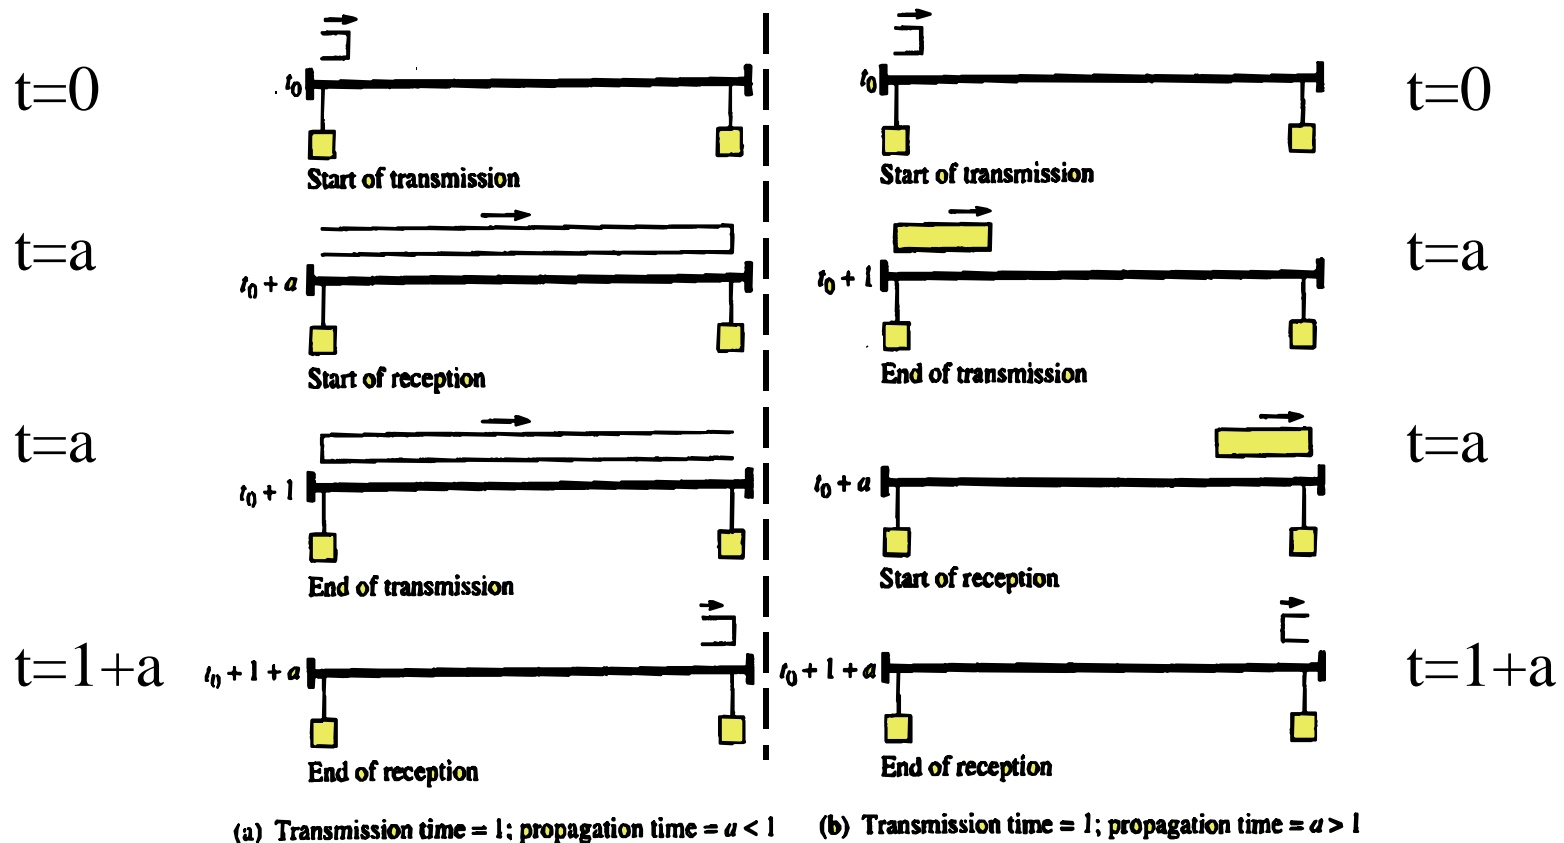 t=0
t₀
Start of transmission
t₀
Start of transmission
t=0
t=a
t₀ + a
Start of reception
t₀ + 1
End of transmission
t=a
t=a
t₀ + 1
End of transmission
t₀ + a
Start of reception
t=a
t=1+a
t₀ + 1 + a
End of reception
t₀ + 1 + a
End of reception
t=1+a
(a) Transmission time = 1; propagation time = a < 1
(b) Transmission time = 1; propagation time = a > 1